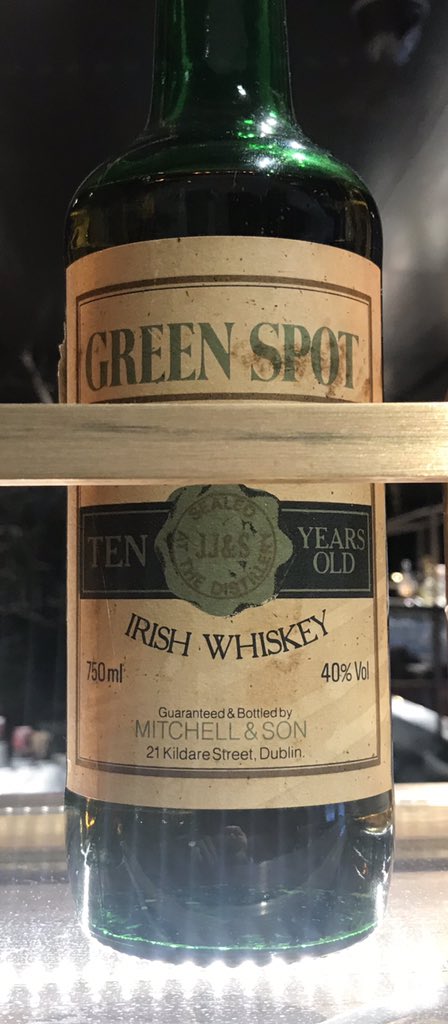 GREEN SPOT
TEN
SEALED
AT THE DISTILLERY
JJ&S
YEARS
OLD
IRISH WHISKEY
750ml
40% Vol
Guaranteed & Bottled by
MITCHELL & SON
21 Kildare Street, Dublin.